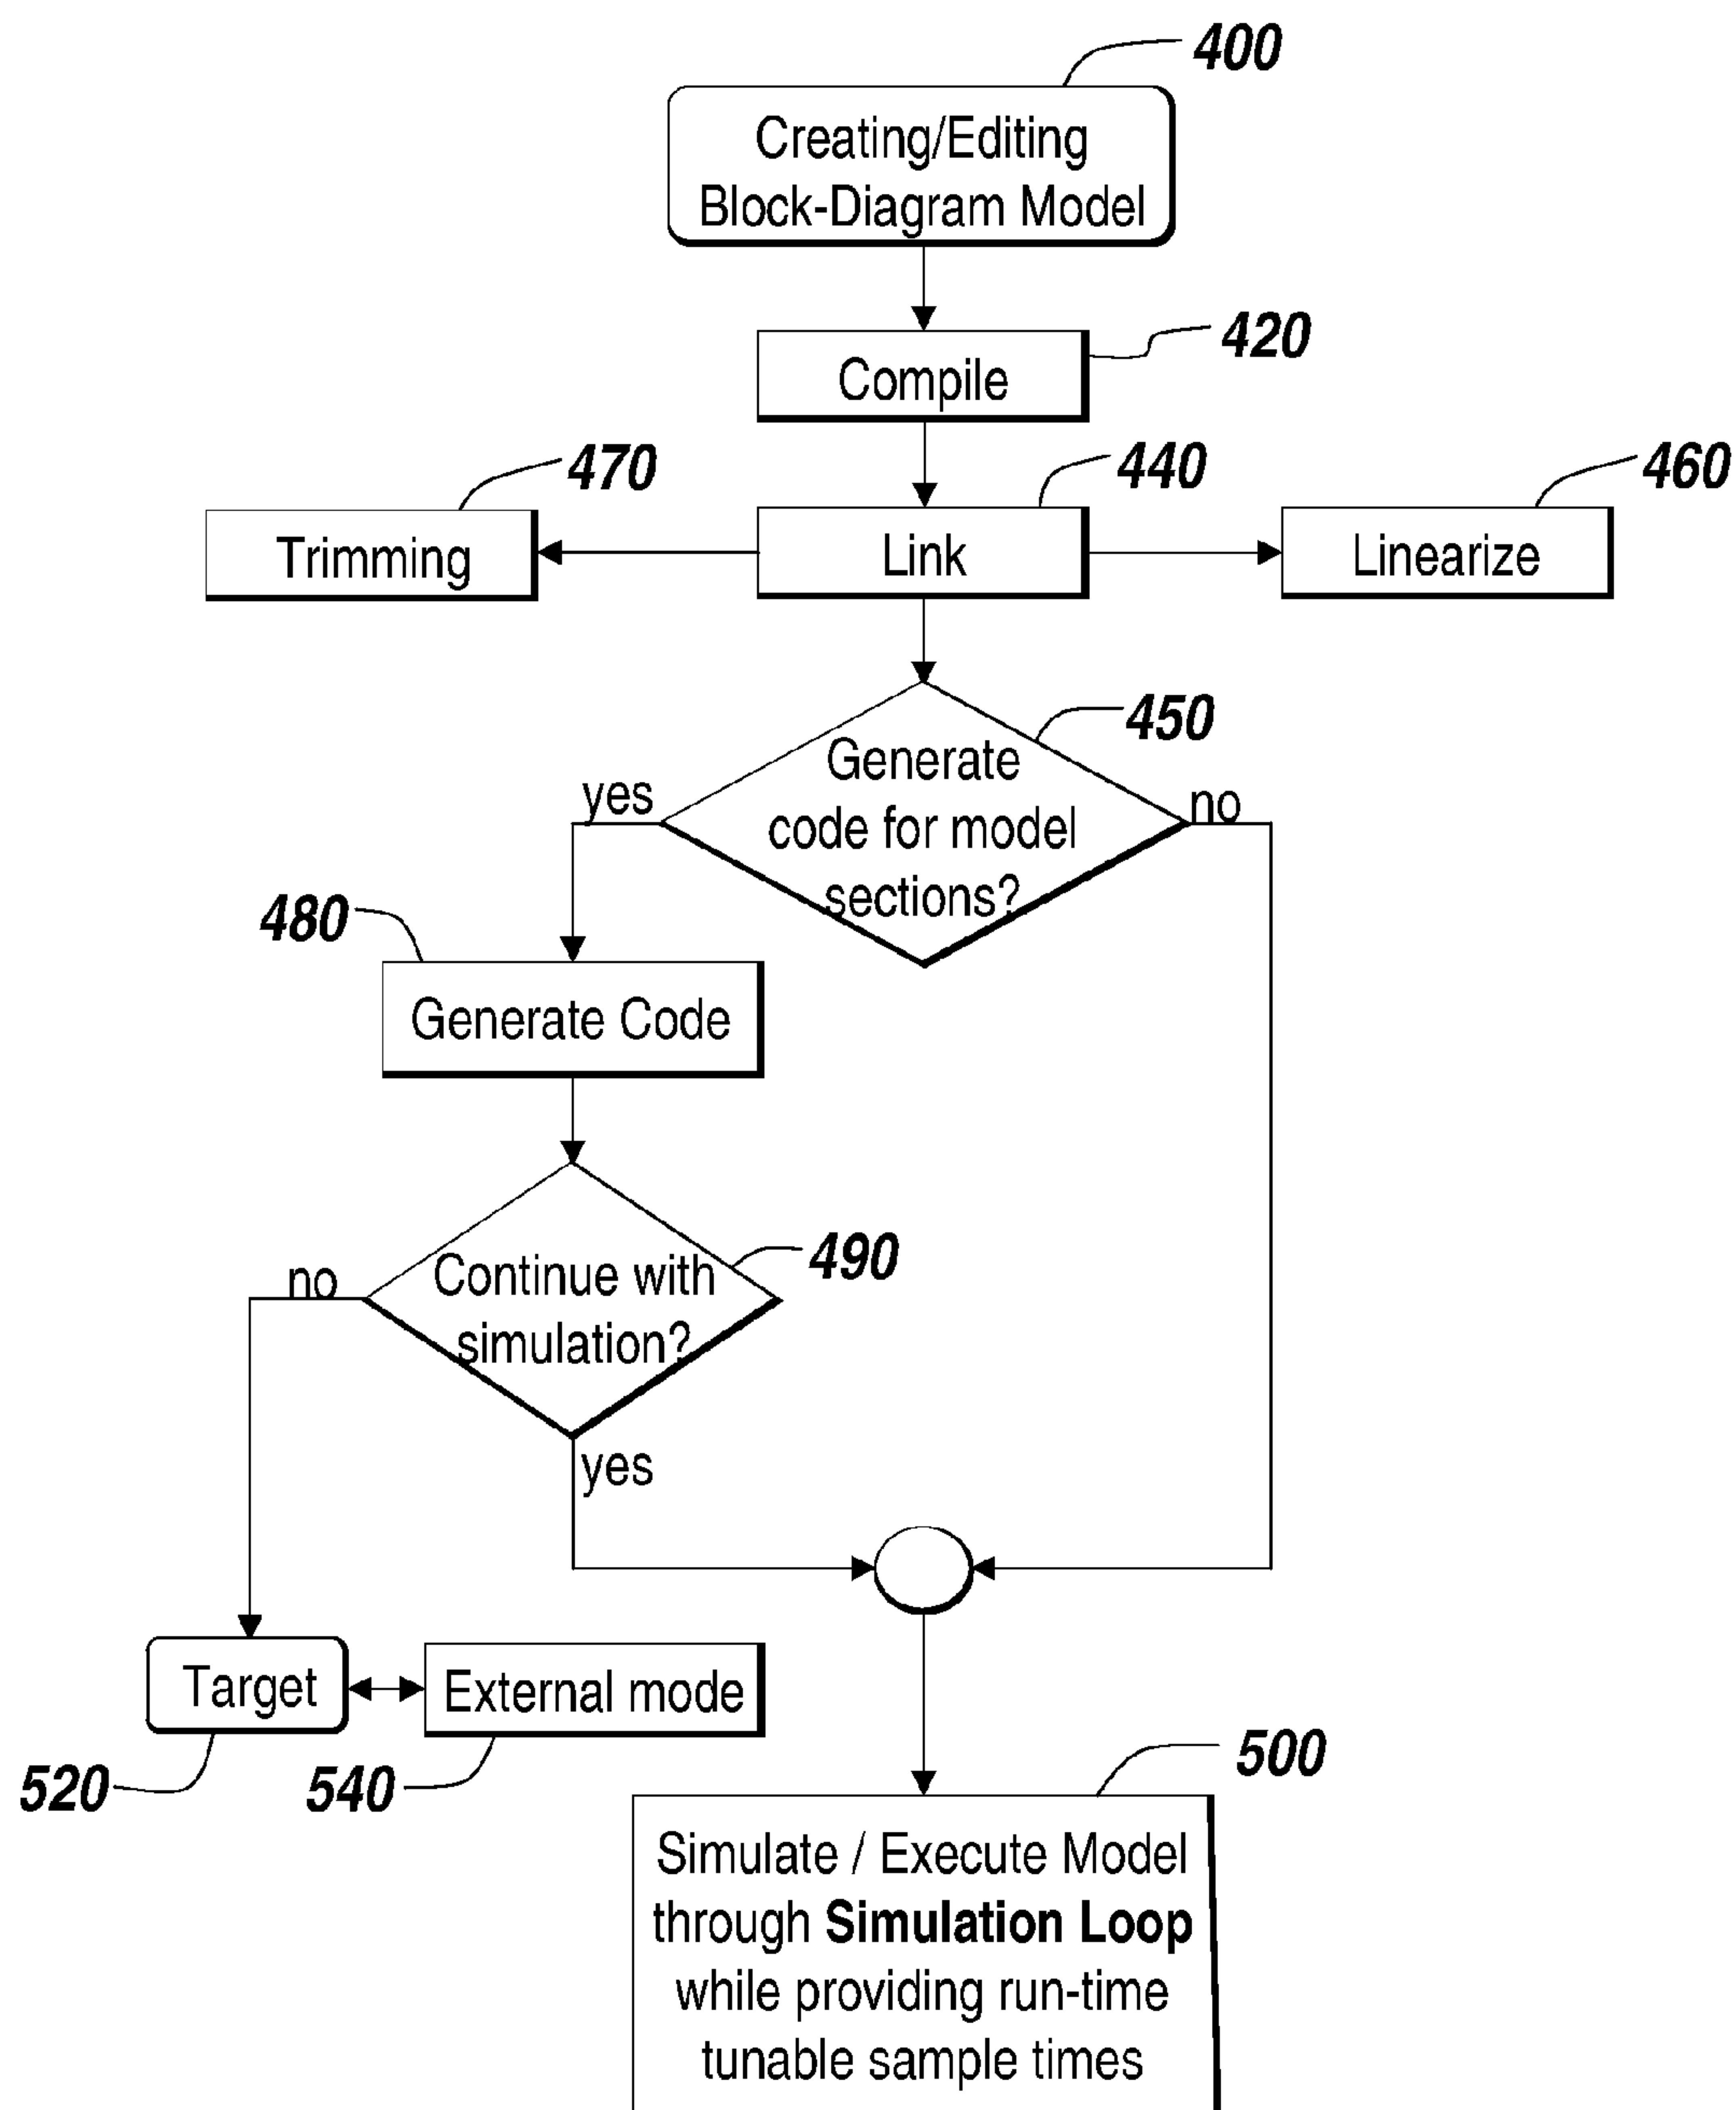 400
Creating/Editing
Block-Diagram Model
420
Compile
470
440
460
Trimming
Link
Linearize
450
Generate
code for model
sections?
yes
no
480
Generate Code
490
Continue with
simulation?
no
yes
Target
External mode
520
540
500
Simulate / Execute Model
through Simulation Loop
while providing run-time
tunable sample times